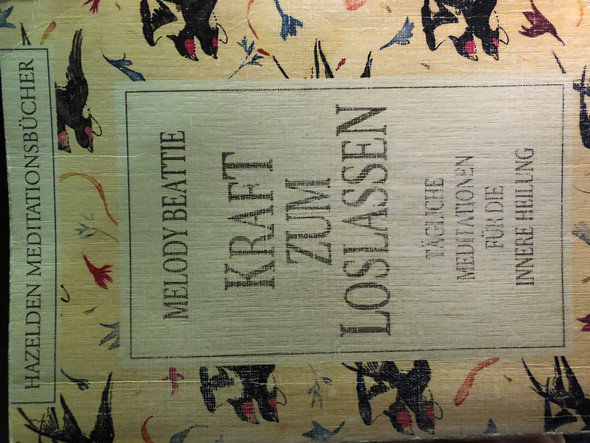 HAZELDEN MEDITATIONSBÜCHER
MELODY BEATTIE
KRAFT
ZUM
LOSLASSEN
TÄGLICHE
MEDITATIONEN
FÜR DIE
INNERE HEILUNG